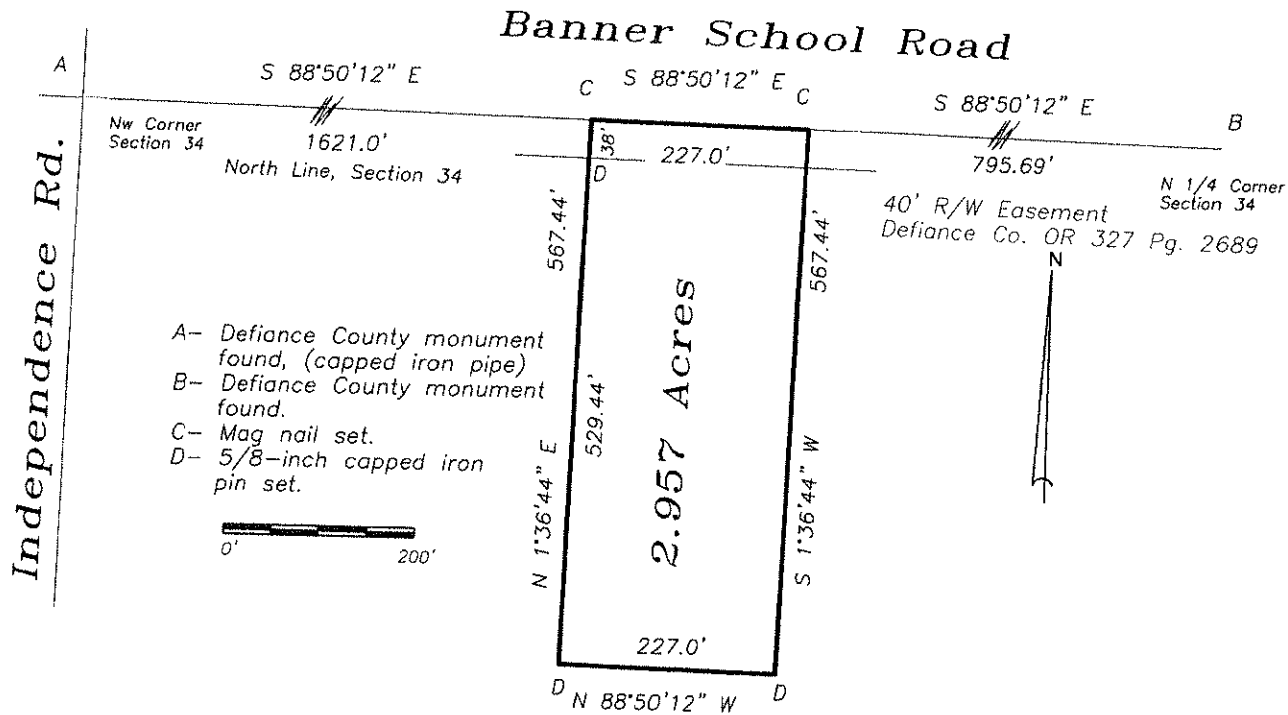 Banner School Road
A
S 88°50'12" E
C
S 88°50'12" E
C
S 88°50'12" E
B
Nw Corner
Section 34
1621.0'
North Line, Section 34
38'
D
227.0'
795.69'
N 1/4 Corner
Section 34
40' R/W Easement
Defiance Co. OR 327 Pg. 2689
N
Independence Rd.
567.44'
567.44'
A- Defiance County monument
found, (capped iron pipe)
B- Defiance County monument
found.
C- Mag nail set.
D- 5/8-inch capped iron
pin set.
0'
200'
529.44'
N 1°36'44" E
2.957 Acres
S 1°36'44" W
227.0'
D
N 88°50'12" W
D